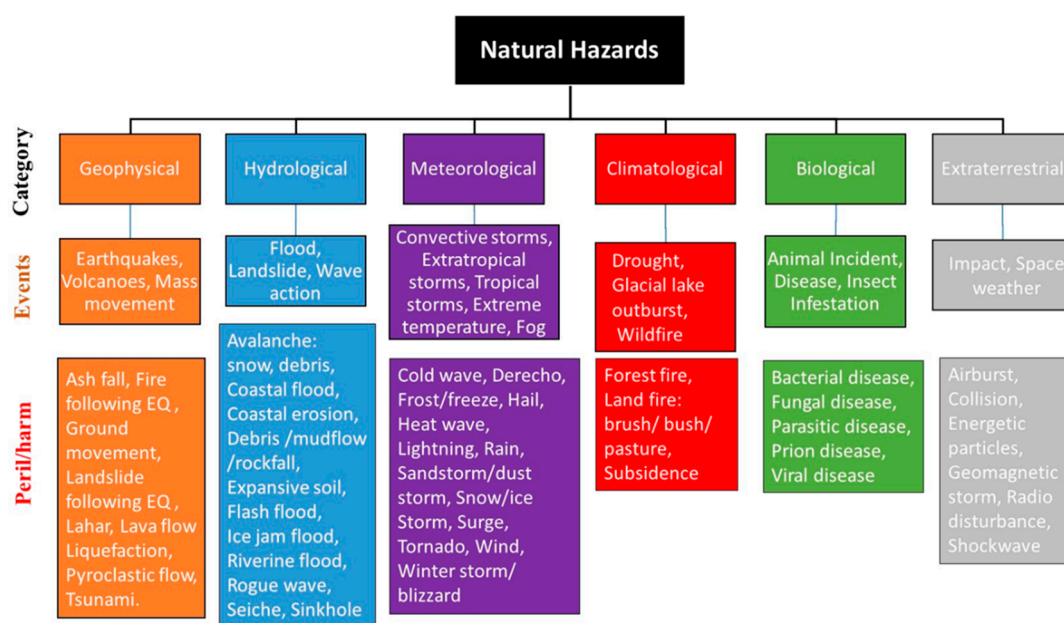 Natural Hazards
Category
Geophysical
Hydrological
Meteorological
Climatological
Biological
Extraterrestrial
Events
Earthquakes,
Volcanoes, Mass
movement
Flood,
Landslide, Wave
action
Convective storms,
Extratropical
storms, Tropical
storms, Extreme
temperature, Fog
Drought,
Glacial lake
outburst,
Wildfire
Animal Incident,
Disease, Insect
Infestation
Impact, Space
weather
Peril/harm
Ash fall, Fire
following EQ ,
Ground
movement,
Landslide
following EQ ,
Lahar, Lava flow
Liquefaction,
Pyroclastic flow,
Tsunami.
Avalanche:
snow, debris,
Coastal flood,
Coastal erosion,
Debris /mudflow
/rockfall,
Expansive soil,
Flash flood,
Ice jam flood,
Riverine flood,
Rogue wave,
Seiche, Sinkhole
Cold wave, Derecho,
Frost/freeze, Hail,
Heat wave,
Lightning, Rain,
Sandstorm/dust
storm, Snow/ice
Storm, Surge,
Tornado, Wind,
Winter storm/
blizzard
Forest fire,
Land fire:
brush/ bush/
pasture,
Subsidence
Bacterial disease,
Fungal disease,
Parasitic disease,
Prion disease,
Viral disease
Airburst,
Collision,
Energetic
particles,
Geomagnetic
storm, Radio
disturbance,
Shockwave